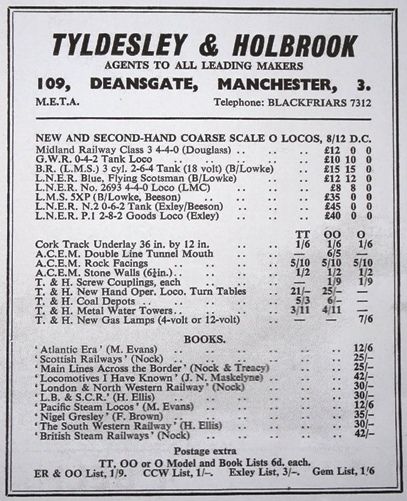 TYLDESLEY & HOLBROOK
AGENTS TO ALL LEADING MAKERS
109, DEANSGATE, MANCHESTER, 3.
M.E.T.A. Telephone: BLACKFRIARS 7312
NEW AND SECOND-HAND COARSE SCALE O LOCOS, 8/12 D.C.
Midland Railway Class 3 4-4-0 (Douglass) .. .. .. £12 0 0
G.W.R. 0-4-2 Tank Loco .. .. .. .. £10 10 0
B.R. (L.M.S.) 3 cyl. 2-6-4 Tank (18 volt) (B/Lowke) .. £15 15 0
L.N.E.R. Blue, Flying Scotsman (B/Lowke) .. .. £12 12 0
L.N.E.R. No. 2693 4-4-0 Loco (LMC) .. .. .. £8 8 0
L.M.S. 5XP (B/Lowke, Beeson) .. .. .. £35 0 0
L.N.E.R. N.2 0-6-2 Tank (Exley/Beeson) .. .. £45 0 0
L.N.E.R. P.1 2-8-2 Goods Loco (Exley) .. .. £40 0 0
TT OO O
Cork Track Underlay 36 in. by 12 in. .. .. 1/6 1/6 1/6
A.C.E.M. Double Line Tunnel Mouth .. .. — 6/5 —
A.C.E.M. Rock Facings .. .. .. 5/10 5/10 5/10
A.C.E.M. Stone Walls (6½in.) .. .. .. 1/2 1/2 1/2
T. & H. Screw Couplings, each .. .. .. — 1/9 1/9
T. & H. New Hand Oper. Loco. Turn Tables .. 21/- 25/- —
T. & H. Coal Depots .. .. .. .. 5/3 6/- —
T. & H. Metal Water Towers .. .. .. 3/11 4/11 —
T. & H. New Gas Lamps (4-volt or 12-volt) .. .. — — 7/6
BOOKS.
'Atlantic Era' (M. Evans) .. .. .. .. 12/6
'Scottish Railways' (Nock) .. .. .. .. 25/-
'Main Lines Across the Border' (Nock & Treacy) .. .. 25/-
'Locomotives I Have Known' (J. N. Maskelyne) .. .. 42/-
'London & North Western Railway' (Nock) .. .. 30/-
'L.B. & S.C.R.' (H. Ellis) .. .. .. .. 30/-
'Pacific Steam Locos' (M. Evans) .. .. .. 12/6
'Nigel Gresley' (F. Brown) .. .. .. .. 35/-
'The South Western Railway' (H. Ellis) .. .. .. 30/-
'British Steam Railways' (Nock) .. .. .. .. 42/-
Postage extra
TT, OO or O Model and Book Lists 6d. each.
ER & OO List, 1/9. CCW List, 1/-. Exley List, 3/-. Gem List, 1/6